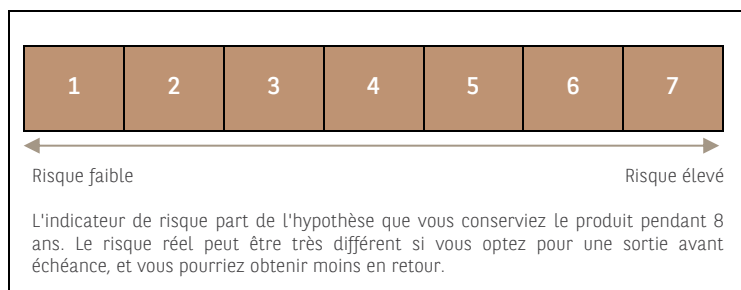 1 2 3 4 5 6 7
Risque faible Risque élevé
L'indicateur de risque part de l'hypothèse que vous conserviez le produit pendant 8
ans. Le risque réel peut être très différent si vous optez pour une sortie avant
échéance, et vous pourriez obtenir moins en retour.